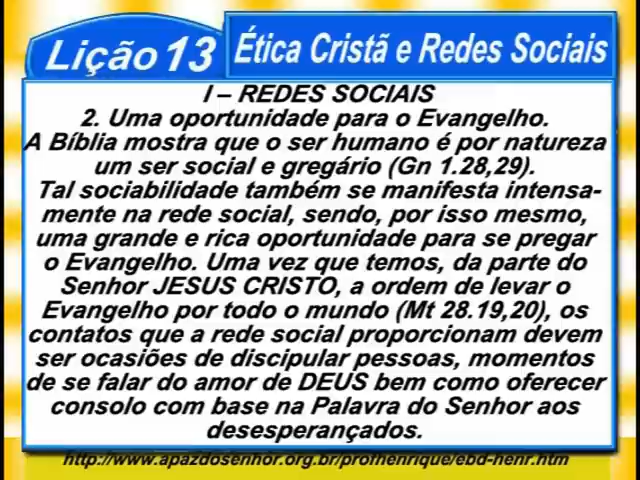 Lição 13
Ética Cristã e Redes Sociais
I – REDES SOCIAIS
2. Uma oportunidade para o Evangelho.
A Bíblia mostra que o ser humano é por natureza
um ser social e gregário (Gn 1.28,29).
Tal sociabilidade também se manifesta intensa-
mente na rede social, sendo, por isso mesmo,
uma grande e rica oportunidade para se pregar
o Evangelho. Uma vez que temos, da parte do
Senhor JESUS CRISTO, a ordem de levar o
Evangelho por todo o mundo (Mt 28.19,20), os
contatos que a rede social proporcionam devem
ser ocasiões de discipular pessoas, momentos
de se falar do amor de DEUS bem como oferecer
consolo com base na Palavra do Senhor aos
desesperançados.
http://www.apazdosenhor.org.br/profhenrique/ebd-henr.htm